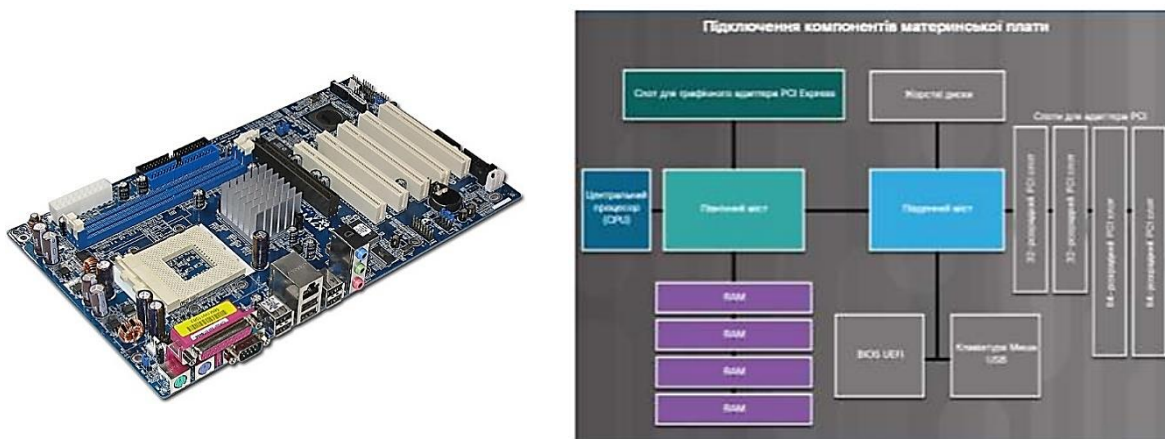 Підключення компонентів материнської плати
Слот для графічного адаптера PCI Express
Жорсткі диски
Слоти для адаптерів PCI
Центральний
процесор
(CPU)
Північний міст
Південний міст
32-розрядний PCI слот
32-розрядний PCI слот
64-розрядний PCI слот
64-розрядний PCI слот
RAM
RAM
RAM
RAM
BIOS UEFI
Клавіатура Миша
USB